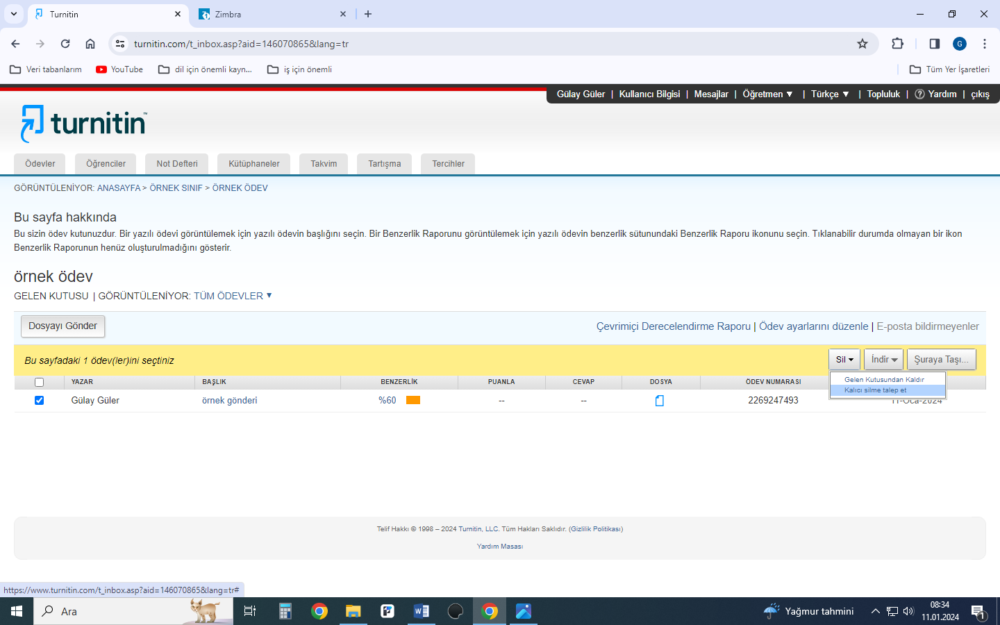 Turnitin
Zimbra
turnitin.com/t_inbox.asp?aid=146070865&lang=tr
G
Veri tabanlarım
YouTube
dil için önemli kayn...
iş için önemli
Tüm Yer İşaretleri
Gülay Güler | Kullanıcı Bilgisi | Mesajlar | Öğretmen ▼ | Türkçe ▼ | Topluluk | ? Yardım | çıkış
turnitin™
Ödevler
Öğrenciler
Not Defteri
Kütüphaneler
Takvim
Tartışma
Tercihler
GÖRÜNTÜLENİYOR: ANASAYFA > ÖRNEK SINIF > ÖRNEK ÖDEV
Bu sayfa hakkında
Bu sizin ödev kutunuzdur. Bir yazılı ödevi görüntülemek için yazılı ödevin başlığını seçin. Bir Benzerlik Raporunu görüntülemek için yazılı ödevin benzerlik sütunundaki Benzerlik Raporu ikonunu seçin. Tıklanabilir durumda olmayan bir ikon
Benzerlik Raporunun henüz oluşturulmadığını gösterir.
örnek ödev
GELEN KUTUSU | GÖRÜNTÜLENİYOR: TÜM ÖDEVLER ▼
Dosyayı Gönder
Çevrimiçi Derecelendirme Raporu | Ödev ayarlarını düzenle | E-posta bildirmeyenler
Bu sayfadaki 1 ödev(ler)ini seçtiniz
Sil
İndir
Şuraya Taşı...
Gelen Kutusundan Kaldır
Kalıcı silme talep et
YAZAR
BAŞLIK
BENZERLİK
PUANLA
CEVAP
DOSYA
ÖDEV NUMARASI
Gülay Güler
örnek gönderi
%60
--
--
2269247493
11-Oca-2024
Telif Hakkı © 1998 – 2024 Turnitin, LLC. Tüm Hakları Saklıdır. (Gizlilik Politikası)
Yardım Masası
https://www.turnitin.com/t_inbox.asp?aid=146070865&lang=tr#
Ara
Yağmur tahmini
08:34
11.01.2024
1